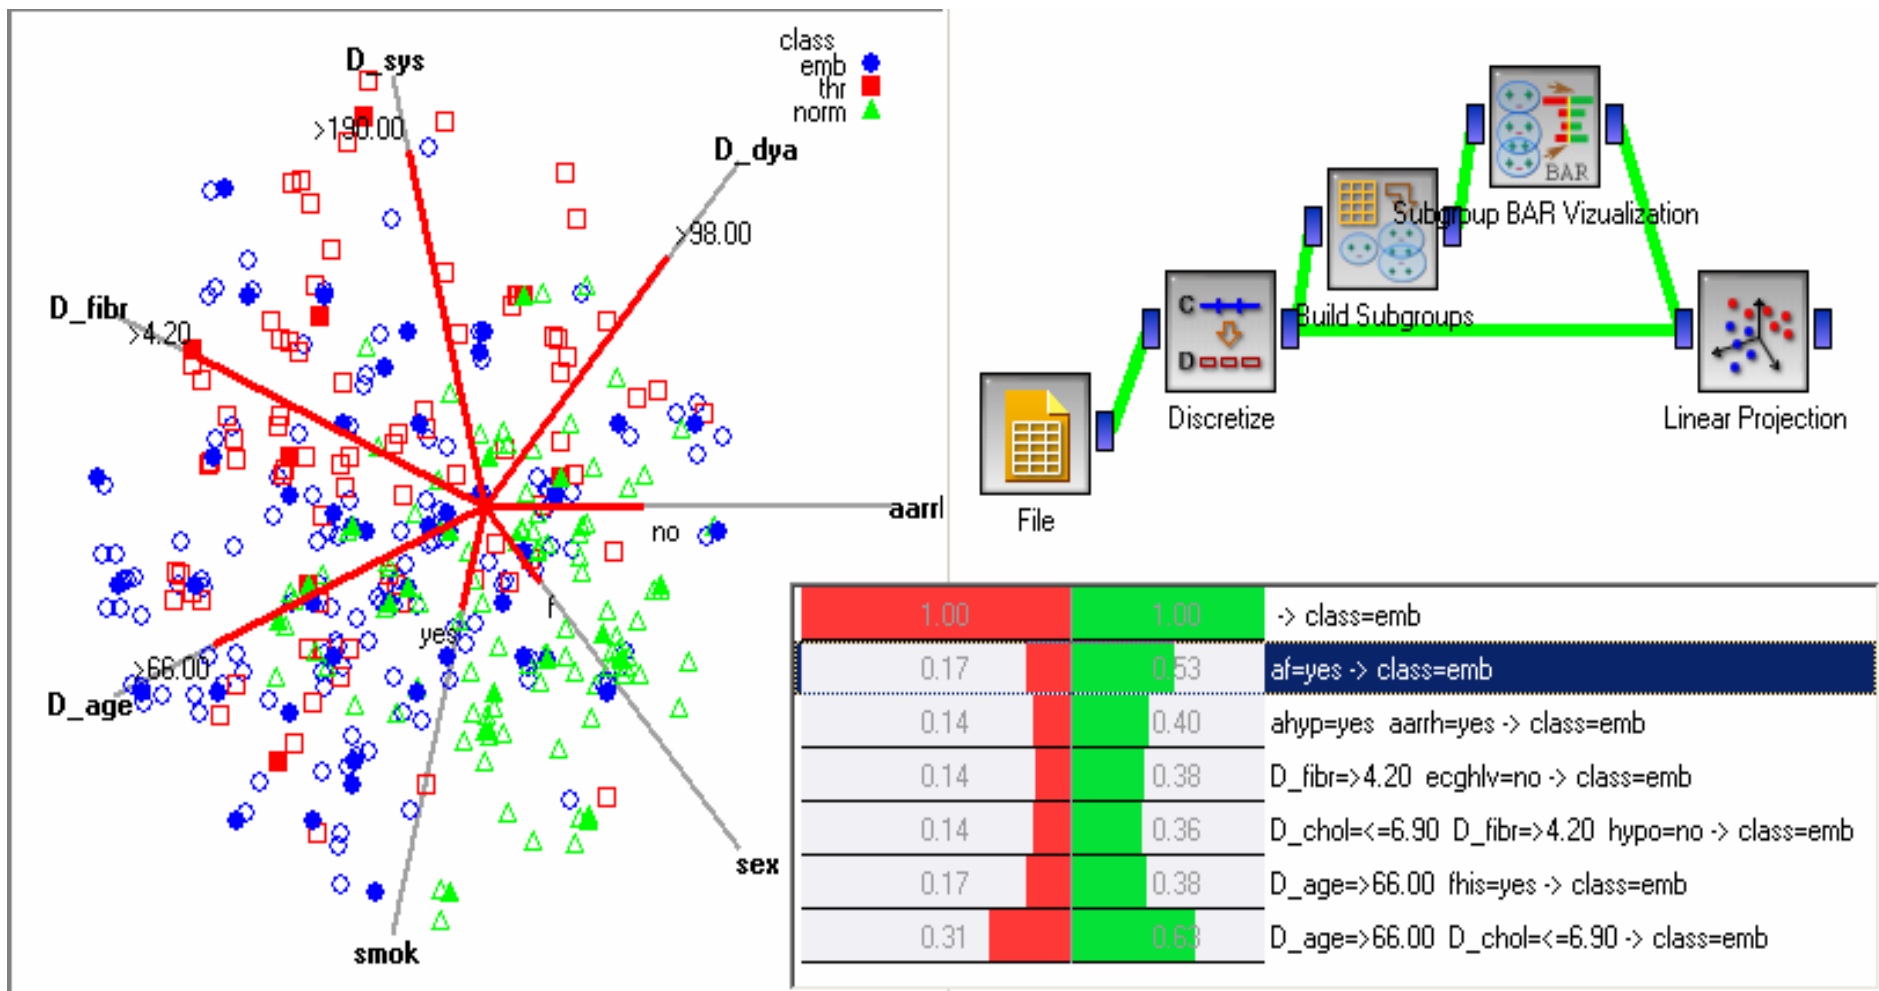 D_sys
class
emb
thr
norm
>190.00
D_dya
>98.00
D_fibr
>4.20
aarrl
no
f
yes
>66.00
D_age
sex
smok
BAR
Subgroup BAR Vizualization
Build Subgroups
C
D
Discretize
Linear Projection
File
1.00 1.00 -> class=emb
0.17 0.53 af=yes -> class=emb
0.14 0.40 ahyp=yes aarrh=yes -> class=emb
0.14 0.38 D_fibr=>4.20 ecghlv=no -> class=emb
0.14 0.36 D_chol=<=6.90 D_fibr=>4.20 hypo=no -> class=emb
0.17 0.38 D_age=>66.00 fhis=yes -> class=emb
0.31 0.63 D_age=>66.00 D_chol=<=6.90 -> class=emb